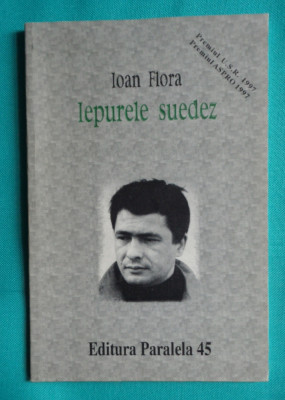 Premiul U.S.R. 1997
Premiul ASPRO 1997
Ioan Flora
Iepurele suedez
Editura Paralela 45